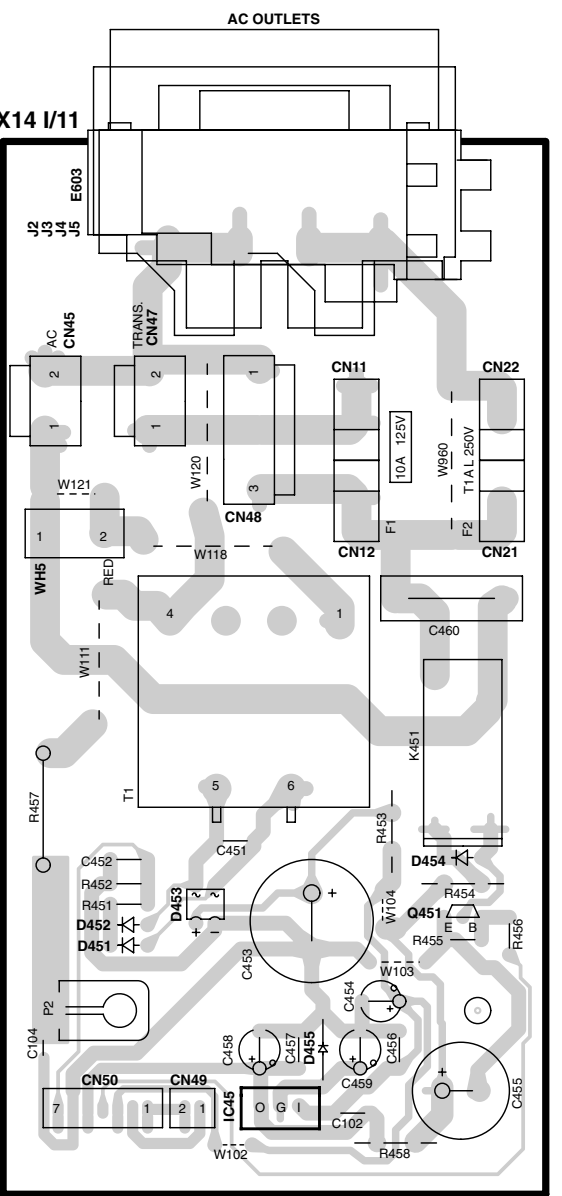 AC OUTLETS
X14 I/11
E603
J2
J3
J4
J5
AC
CN45
TRANS.
CN47
CN11
CN22
2
2
1
1
1
3
W120
10A 125V
W960
T1A L 250V
W121
CN48
F1
F2
1
2
WH5
RED
W118
CN12
CN21
4
1
C460
W111
K451
T1
5
6
R457
R453
C451
C452
R452
R451
D452
D451
D453
~ ~
+ −
+
C453
W104
D454
R454
Q451
E B
R455
R456
W103
P2
C104
C454
+
C458
+
C457
D455
+
C459
C456
+
C455
CN50
CN49
7
1
2 1
IC45
O G I
C102
W102
R458